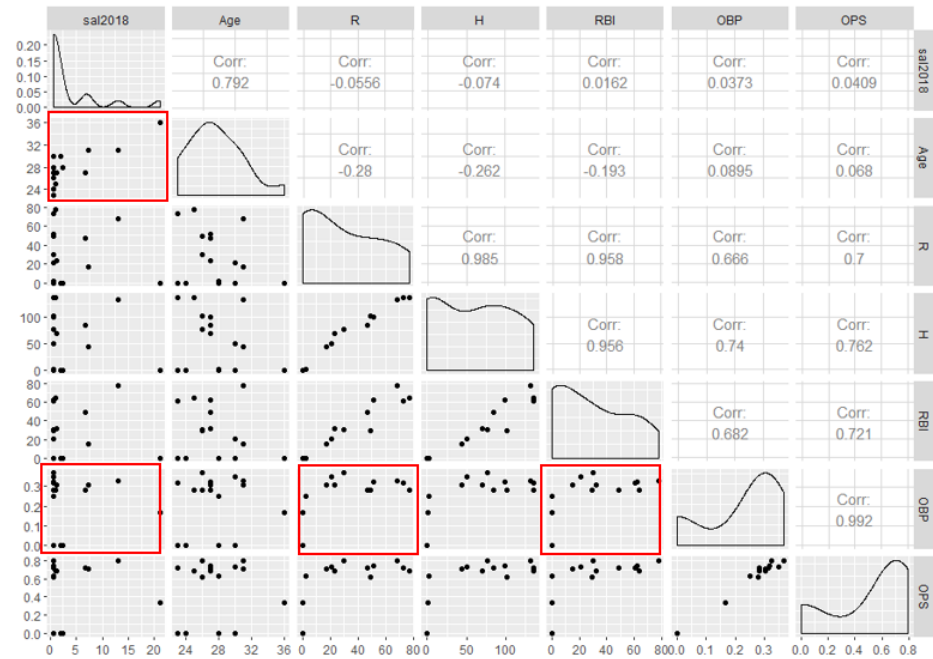 sal2018 Age R H RBI OBP OPS
0.20
0.15 Corr: Corr: Corr: Corr: Corr: Corr:
0.10
0.05 0.792 -0.0556 -0.074 0.0162 0.0373 0.0409
0.00
sal2018
36
32 Corr: Corr: Corr: Corr: Corr:
28 -0.28 -0.262 -0.193 0.0895 0.068
24
Age
80
60 Corr: Corr: Corr: Corr:
40
20 0.985 0.958 0.666 0.7
0
R
100 Corr: Corr: Corr:
50 0.956 0.74 0.762
0
H
80
60 Corr: Corr:
40
20 0.682 0.721
0
RBI
0.3 Corr:
0.2
0.1 0.992
0.0
OBP
0.8
0.6
0.4
0.2
0.0
OPS
0 5 10 15 20 24 28 32 36 0 20 40 60 80 0 50 100 0 20 40 60 80 0.0 0.1 0.2 0.3 0.0 0.2 0.4 0.6 0.8